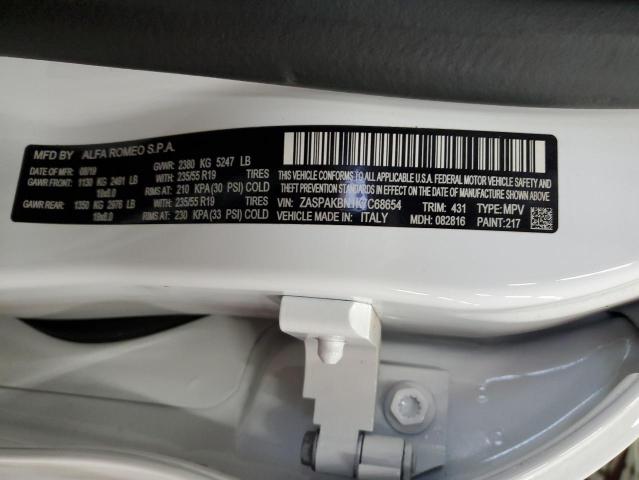 MFD BY: ALFA ROMEO S.P.A.
DATE OF MFR: 08/19 GVWR: 2380 KG 5247 LB
GAWR FRONT: 1130 KG 2491 LB WITH: 235/55 R19 TIRES
19x8.0 RIMS AT: 210 KPA (30 PSI) COLD
GAWR REAR: 1350 KG 2976 LB WITH: 235/55 R19 TIRES
19x8.0 RIMS AT: 230 KPA (33 PSI) COLD
THIS VEHICLE CONFORMS TO ALL APPLICABLE U.S.A. FEDERAL MOTOR VEHICLE SAFETY AND
THEFT PREVENTION STANDARDS IN EFFECT ON THE DATE OF MANUFACTURE SHOWN ABOVE.
VIN: ZASPAKBN1K7C68654 TRIM: 431 TYPE: MPV
VEHICLE MADE IN: ITALY MDH: 082816 PAINT: 217